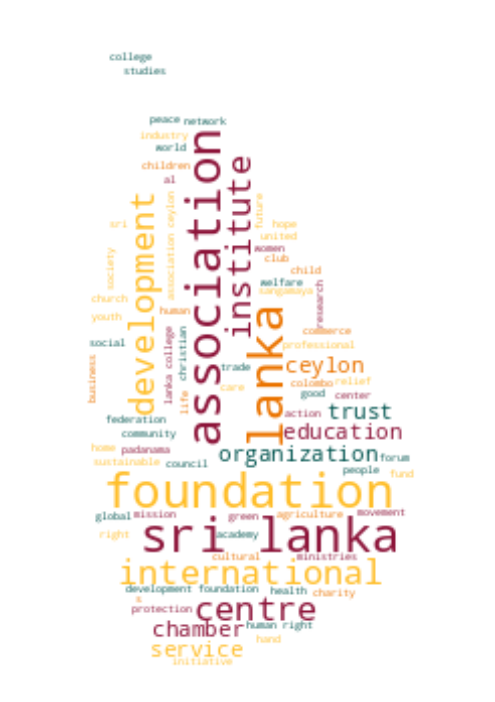 college
studies
peace network
industry
world
association
children
institute
al
development
association ceylon
future
sri
hope
united
women
club
society
child
welfare
research
sangamaya
church
lanka
human
youth
commerce
lanka college
christian
social
professional
business
trade
ceylon
life
care
colombo
relief
good
center
action
trust
federation
education
community
home
padanama
organization
forum
sustainable
council
people
fund
foundation
global
mission
green
agriculture
movement
sri lanka
right
academy
cultural
ministries
international
development foundation
health
charity
s
protection
centre
chamber
human right
hand
service
initiative